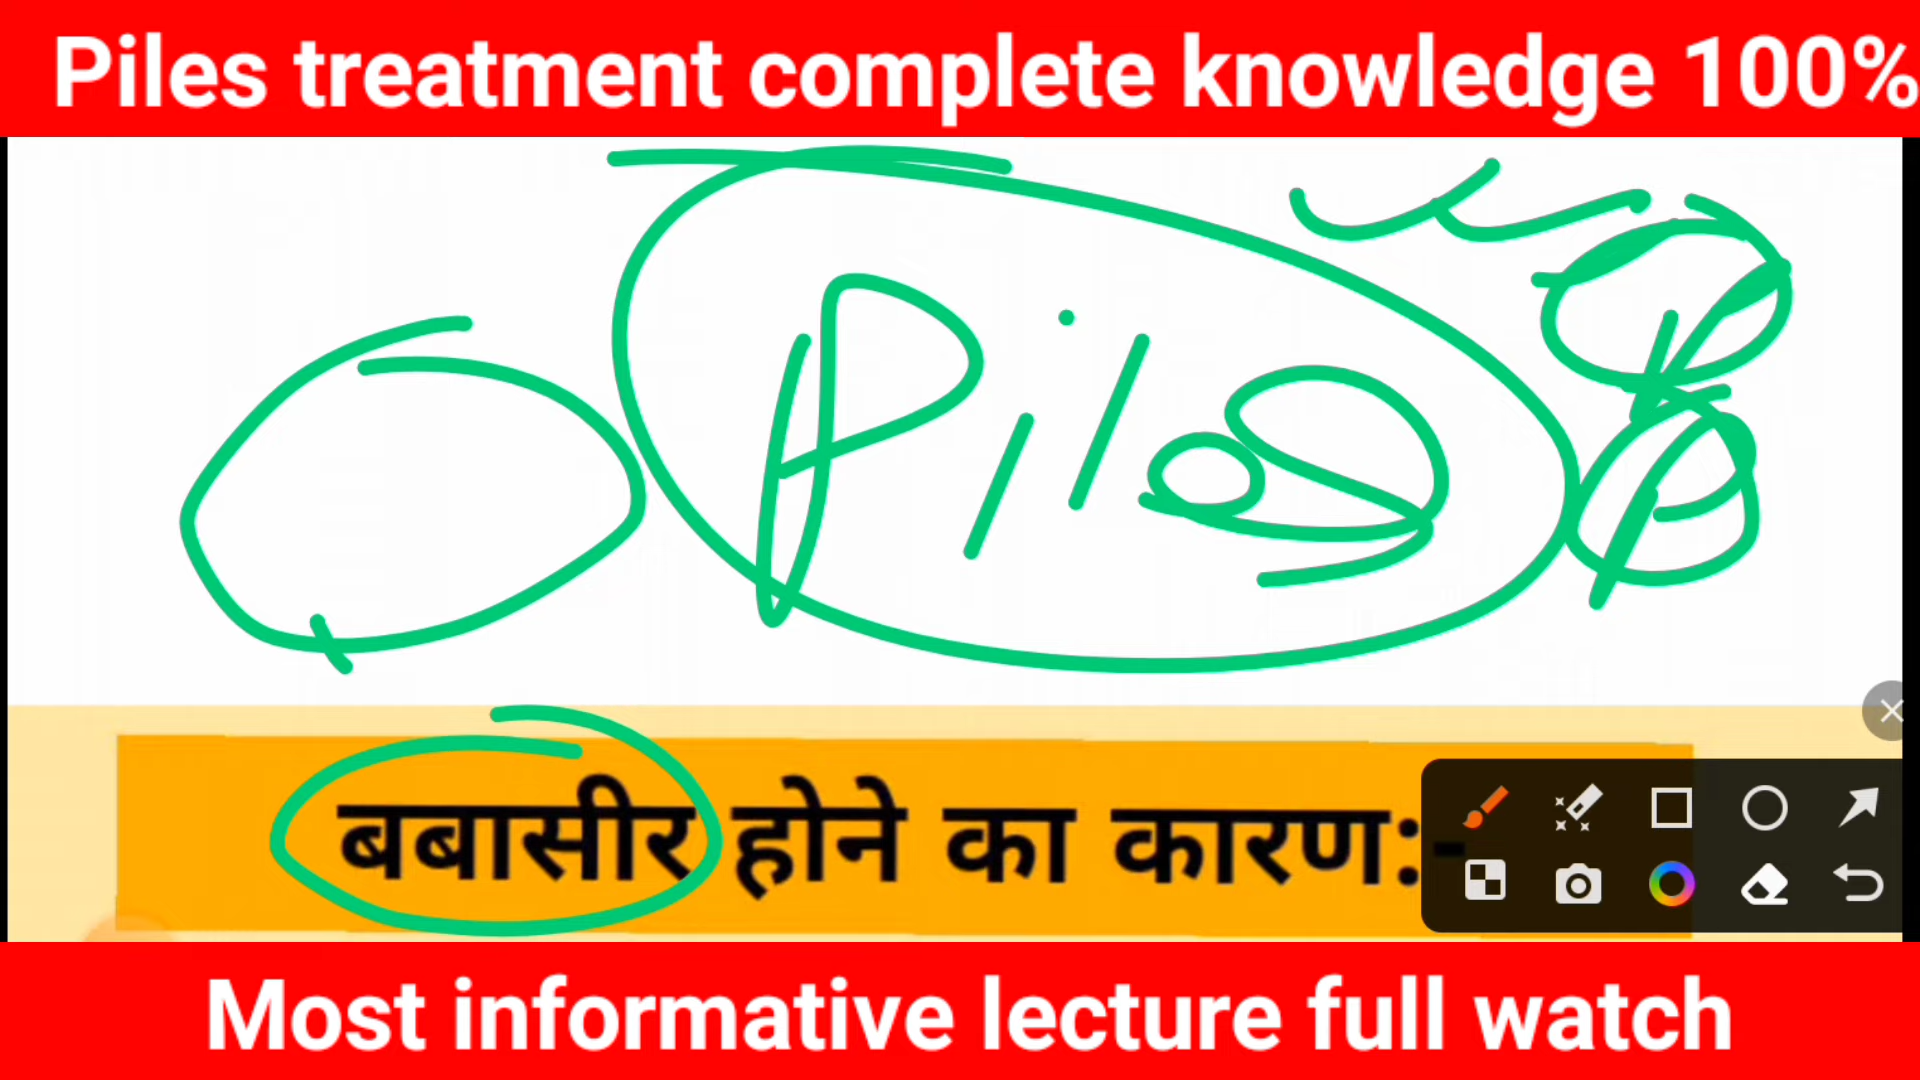 Piles treatment complete knowledge 100%
Piles
बबासीर होने का कारण:-
Most informative lecture full watch